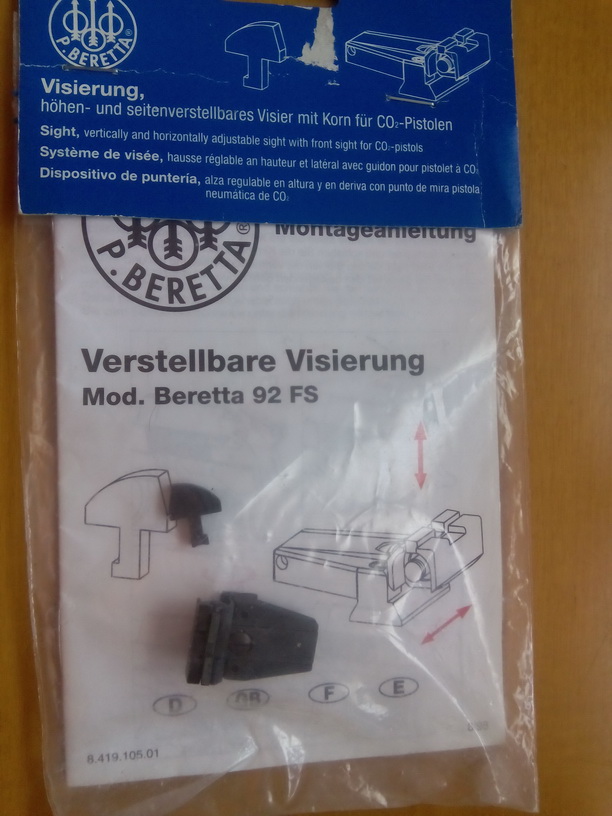 P. BERETTA®
Visierung,
höhen- und seitenverstellbares Visier mit Korn für CO₂-Pistolen
Sight, vertically and horizontally adjustable sight with front sight for CO₂-pistols
Système de visée, hausse réglable an hauteur et latéral avec guidon pour pistolet à CO₂
Dispositivo de puntería, alza regulable en altura y en deriva con punto de mira pistola
neumática de CO₂
Montageanleitung
P. BERETTA®
Verstellbare Visierung
Mod. Beretta 92 FS
D GB F E
8.419.105.01